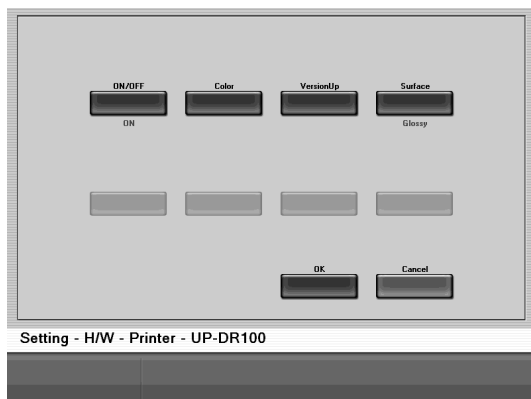 ON/OFF Color VersionUp Surface
ON Glossy
OK Cancel
Setting - H/W - Printer - UP-DR100